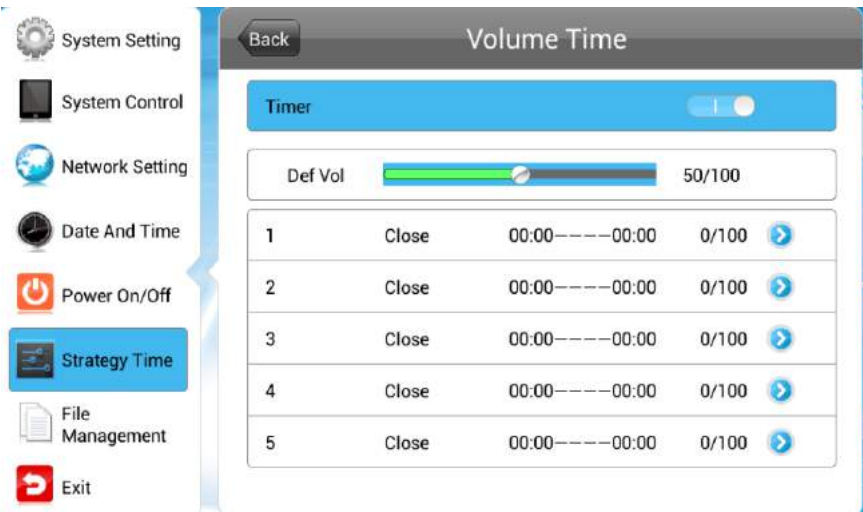 System Setting
System Control
Network Setting
Date And Time
Power On/Off
Strategy Time
File
Management
Exit
Back
Volume Time
Timer
Def Vol 50/100
1 Close 00:00----00:00 0/100
2 Close 00:00----00:00 0/100
3 Close 00:00----00:00 0/100
4 Close 00:00----00:00 0/100
5 Close 00:00----00:00 0/100